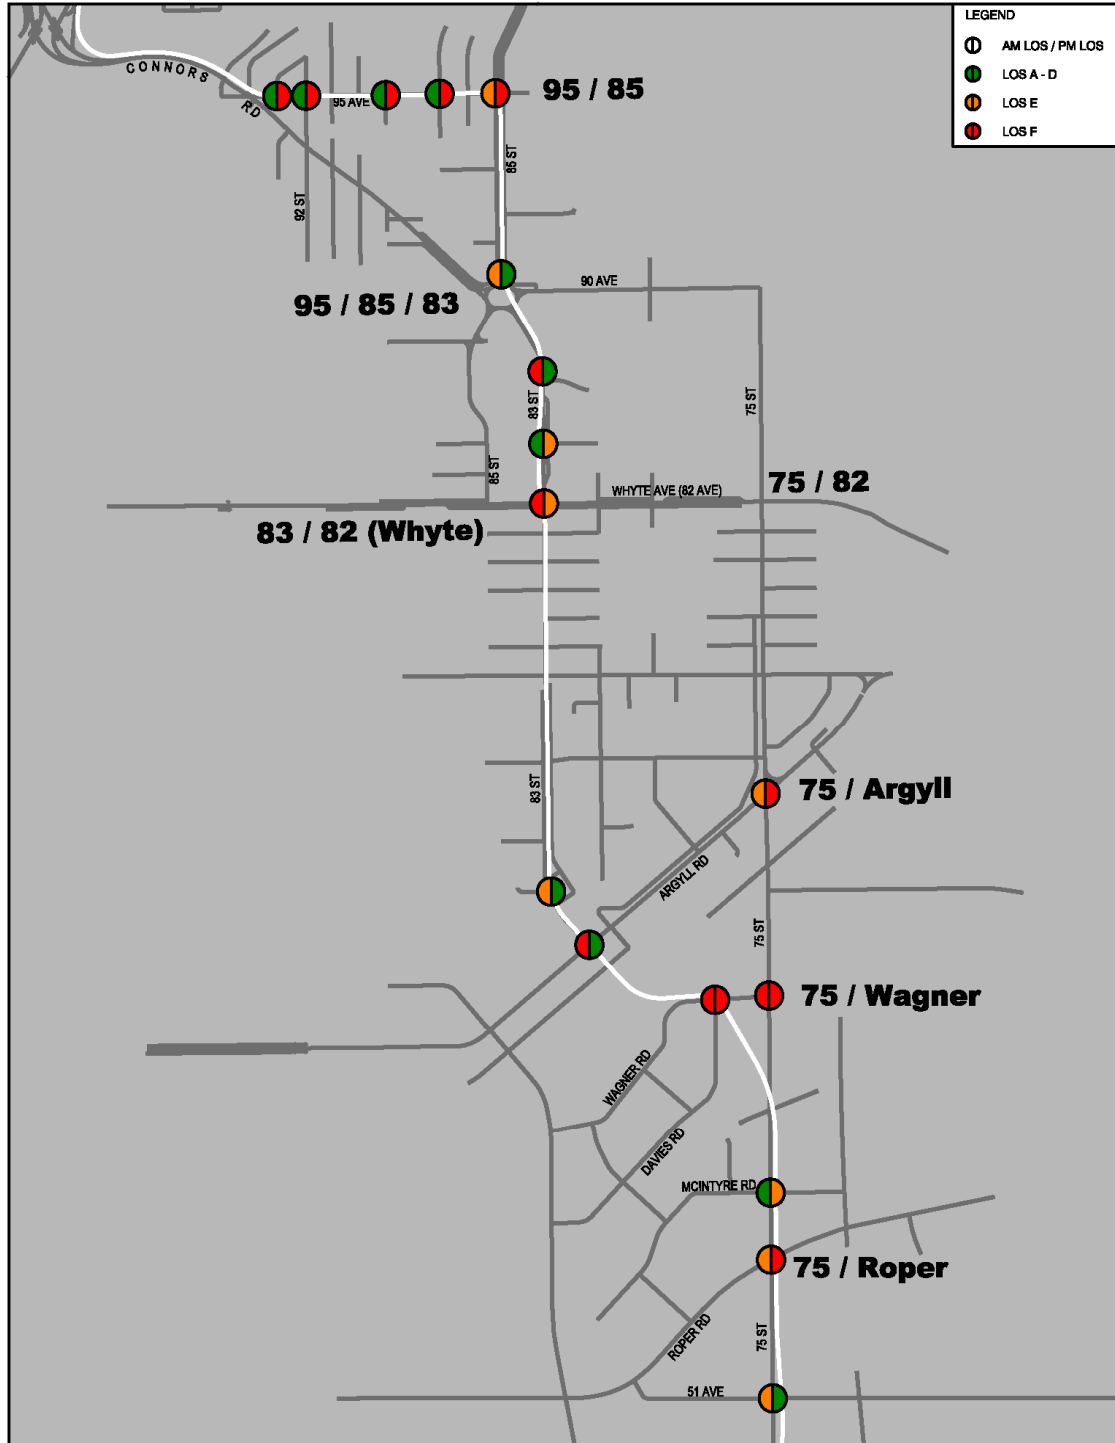 LEGEND
AM LOS / PM LOS
LOS A - D
LOS E
LOS F
CONNORS
RD
95 AVE
95 / 85
85 ST
92 ST
90 AVE
95 / 85 / 83
83 ST
75 ST
85 ST
WHYTE AVE (82 AVE)
75 / 82
83 / 82 (Whyte)
83 ST
75 / Argyll
ARGYLL RD
75 ST
75 / Wagner
WAGNER RD
DAVIES RD
MCINTYRE RD
75 / Roper
ROPER RD
75 ST
51 AVE